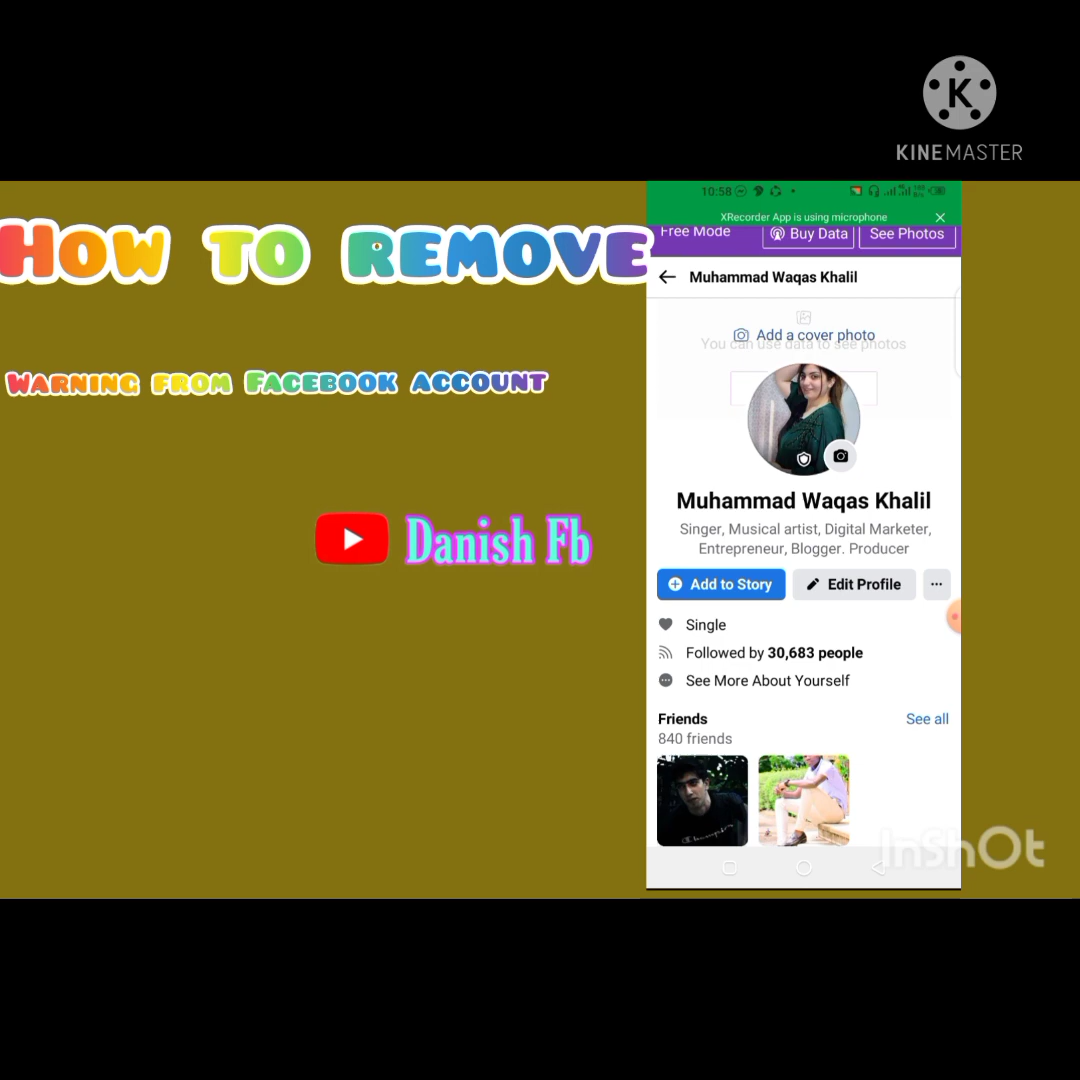 KINEMASTER
How to remove
Warning from Facebook account
Danish Fb
10:58
XRecorder App is using microphone
Free Mode
Buy Data
See Photos
Muhammad Waqas Khalil
Add a cover photo
You can use data to see photos
Muhammad Waqas Khalil
Singer, Musical artist, Digital Marketer,
Entrepreneur, Blogger. Producer
Add to Story
Edit Profile
Single
Followed by 30,683 people
See More About Yourself
Friends
See all
840 friends
InShOt